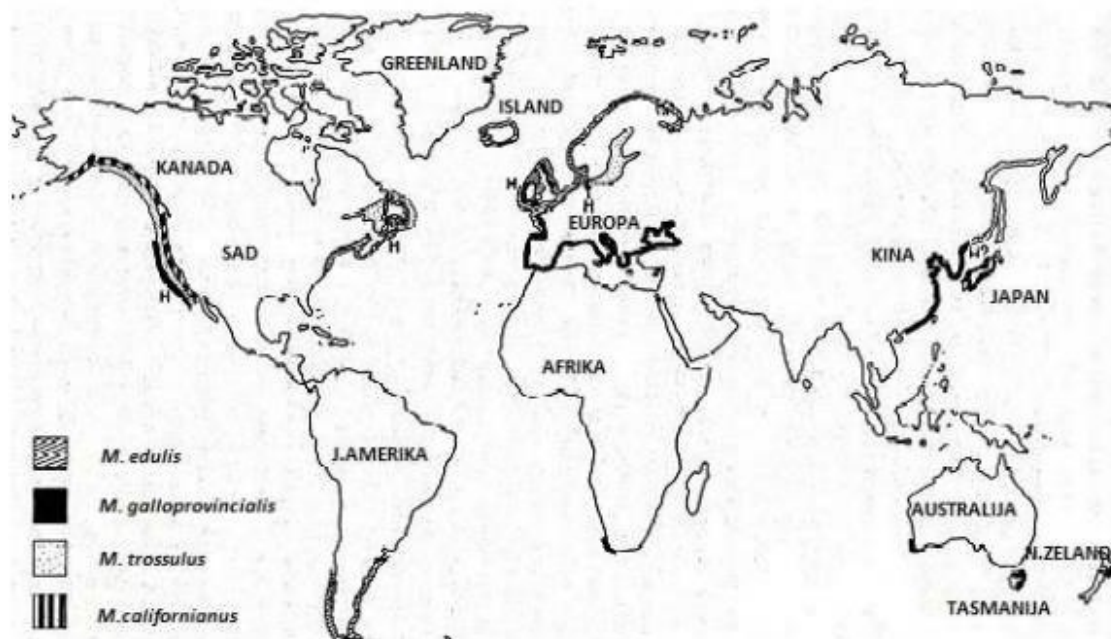 GREENLAND
ISLAND
KANADA
H
H
H
EUROPA
H
SAD
KINA
H
H?
JAPAN
AFRIKA
J.AMERIKA
M. edulis
M. galloprovincialis
M. trossulus
M.californianus
AUSTRALIJA
N.ZELAND
TASMANIJA